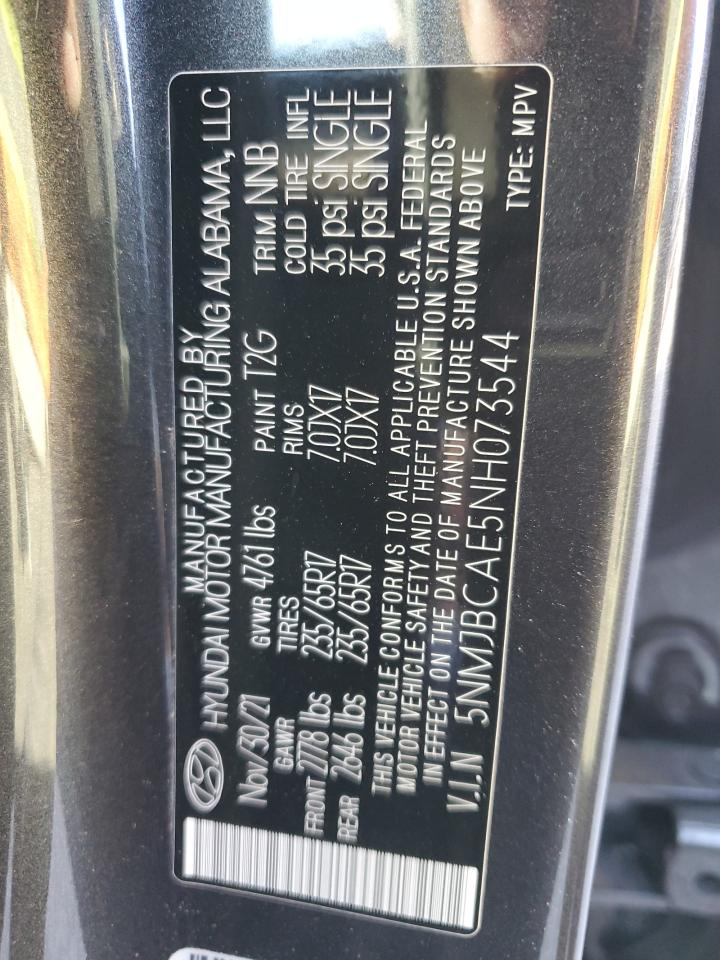 MANUFACTURED BY
HYUNDAI MOTOR MANUFACTURING ALABAMA, LLC
Nov/30/21 GVWR 4761 lbs PAINT T2G TRIM NNB
GAWR TIRES RIMS COLD TIRE INFL
FRONT 2778 lbs 235/65R17 7.0JX17 35 psi SINGLE
REAR 2646 lbs 235/65R17 7.0JX17 35 psi SINGLE
THIS VEHICLE CONFORMS TO ALL APPLICABLE U.S.A. FEDERAL
MOTOR VEHICLE SAFETY AND THEFT PREVENTION STANDARDS
IN EFFECT ON THE DATE OF MANUFACTURE SHOWN ABOVE
V.I.N 5NMJBCAE5NH073544
TYPE: MPV